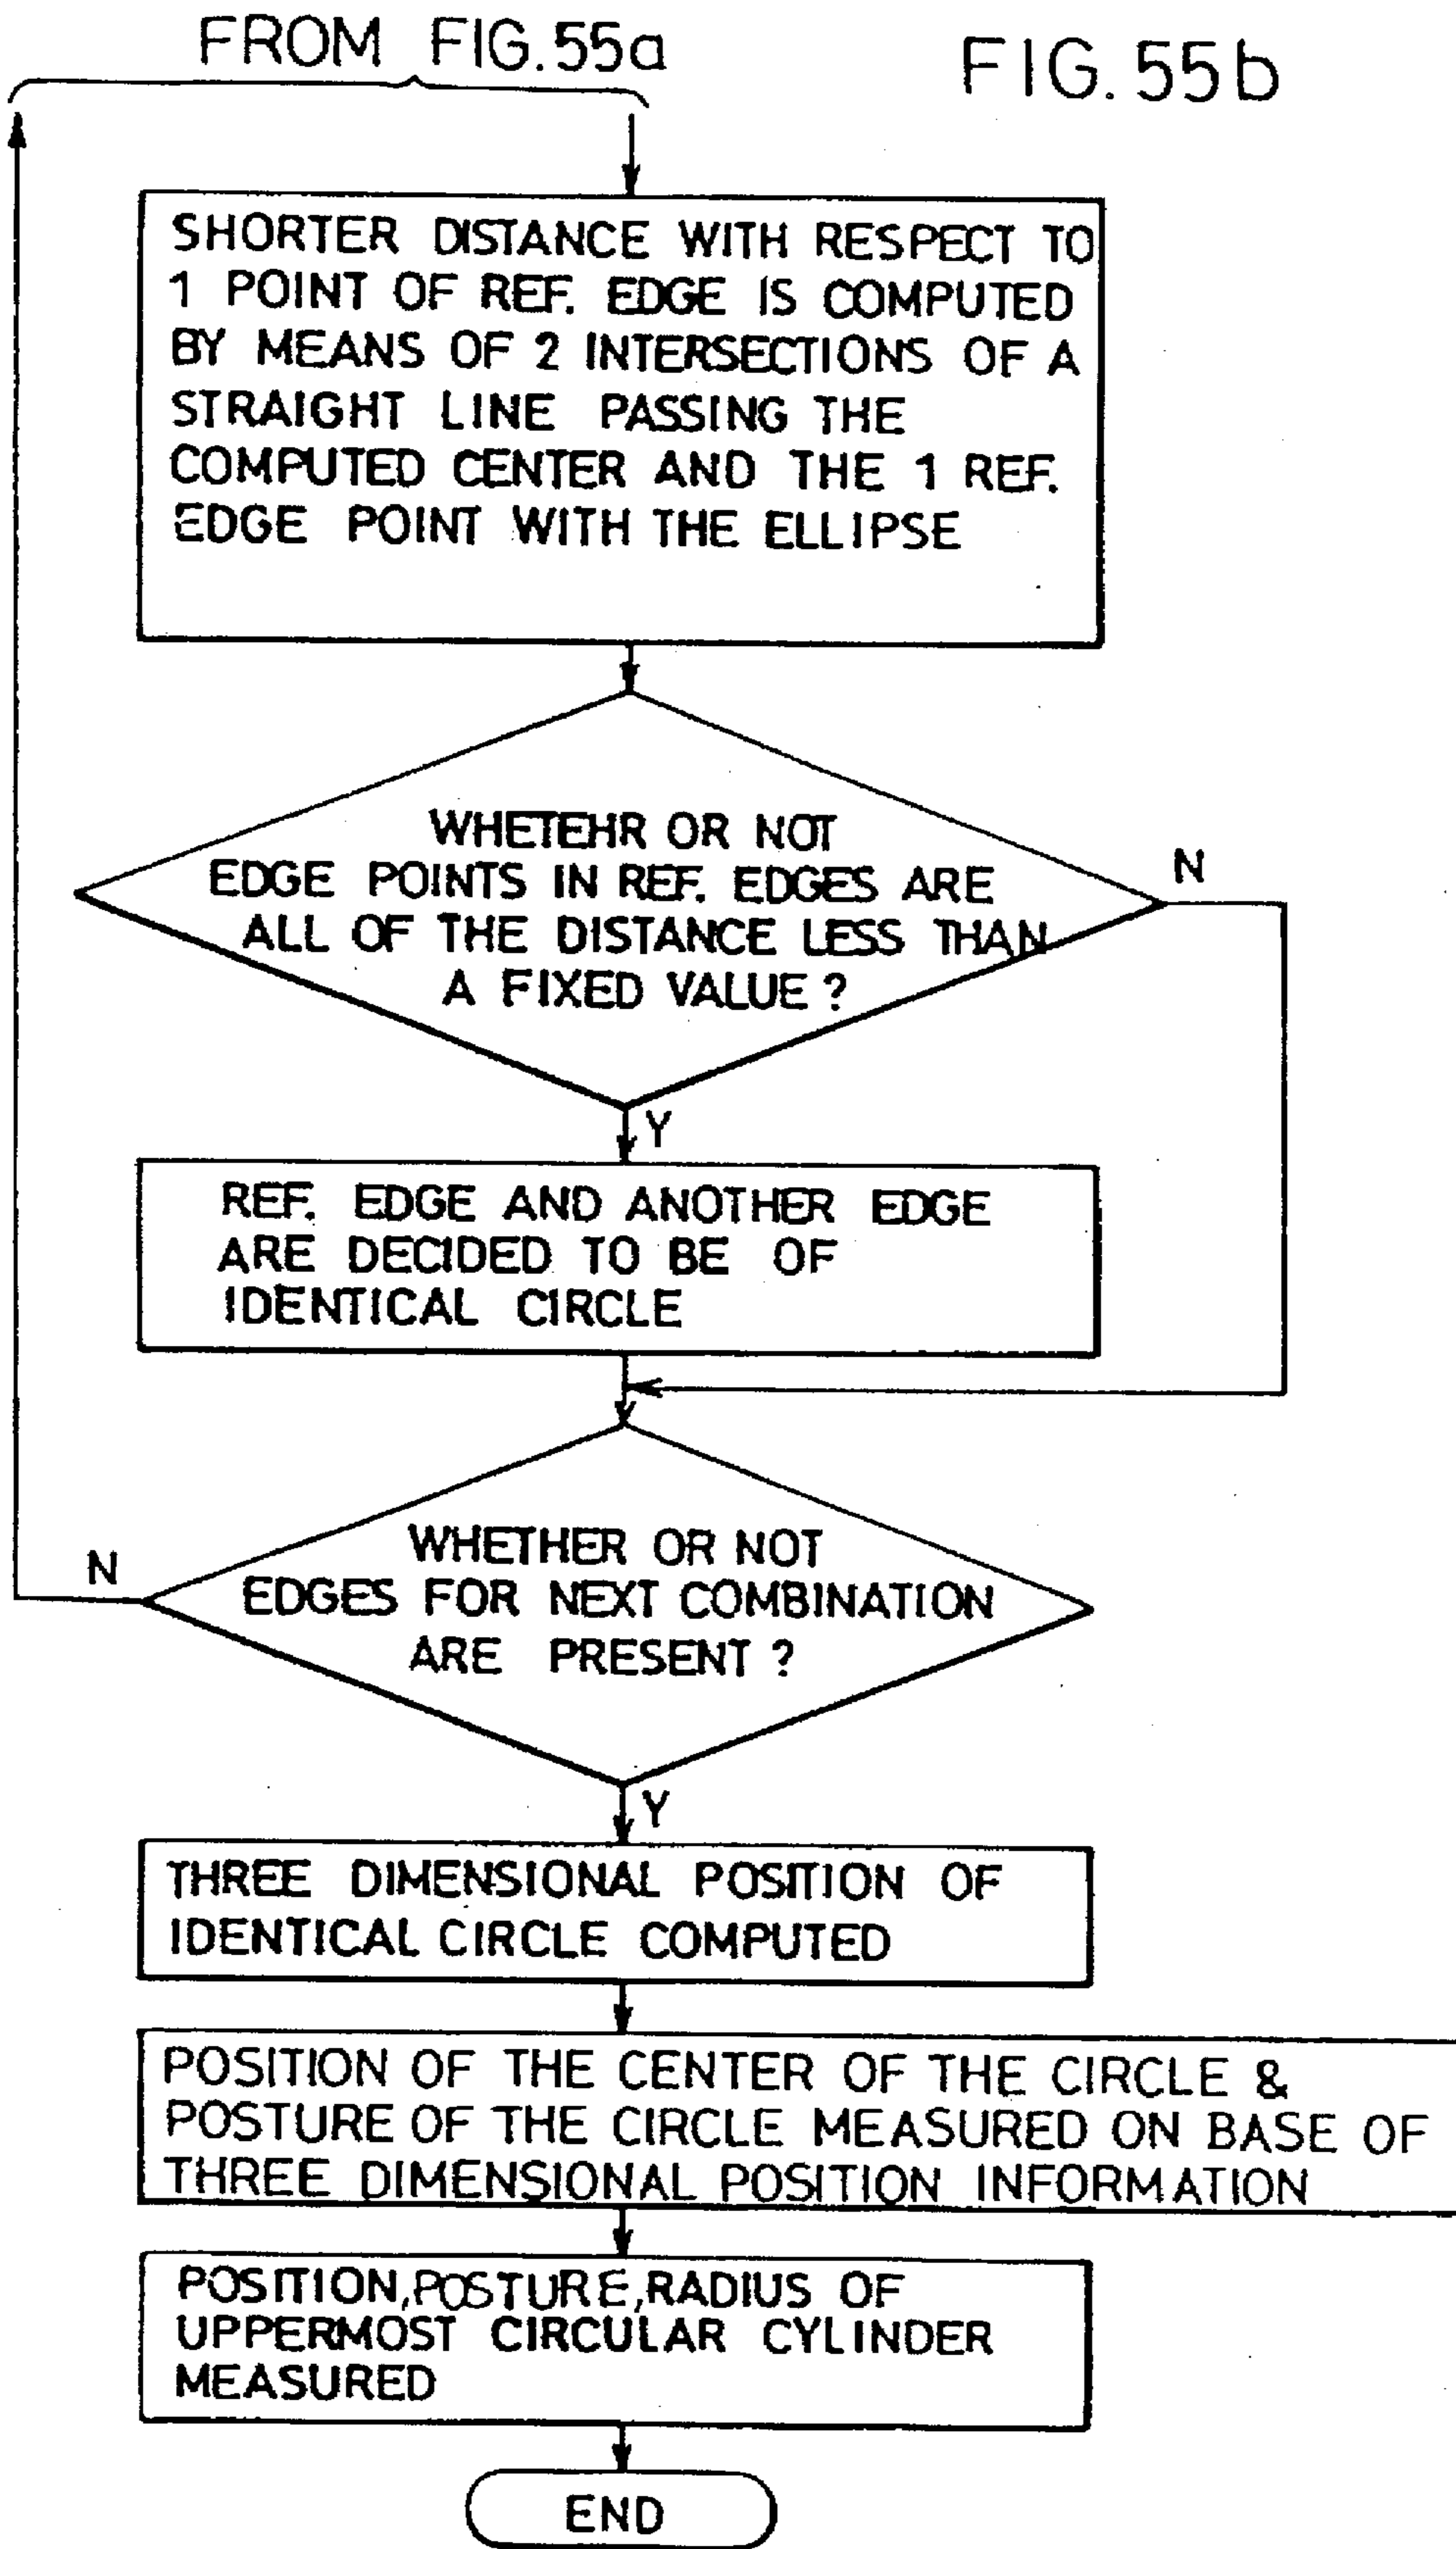 FROM FIG.55a
FIG.55b
SHORTER DISTANCE WITH RESPECT TO
1 POINT OF REF. EDGE IS COMPUTED
BY MEANS OF 2 INTERSECTIONS OF A
STRAIGHT LINE PASSING THE
COMPUTED CENTER AND THE 1 REF.
EDGE POINT WITH THE ELLIPSE
WHETEHR OR NOT
EDGE POINTS IN REF. EDGES ARE
ALL OF THE DISTANCE LESS THAN
A FIXED VALUE ?
N
Y
REF. EDGE AND ANOTHER EDGE
ARE DECIDED TO BE OF
IDENTICAL CIRCLE
WHETHER OR NOT
EDGES FOR NEXT COMBINATION
ARE PRESENT ?
N
Y
THREE DIMENSIONAL POSITION OF
IDENTICAL CIRCLE COMPUTED
POSITION OF THE CENTER OF THE CIRCLE &
POSTURE OF THE CIRCLE MEASURED ON BASE OF
THREE DIMENSIONAL POSITION INFORMATION
POSITION,POSTURE,RADIUS OF
UPPERMOST CIRCULAR CYLINDER
MEASURED
END